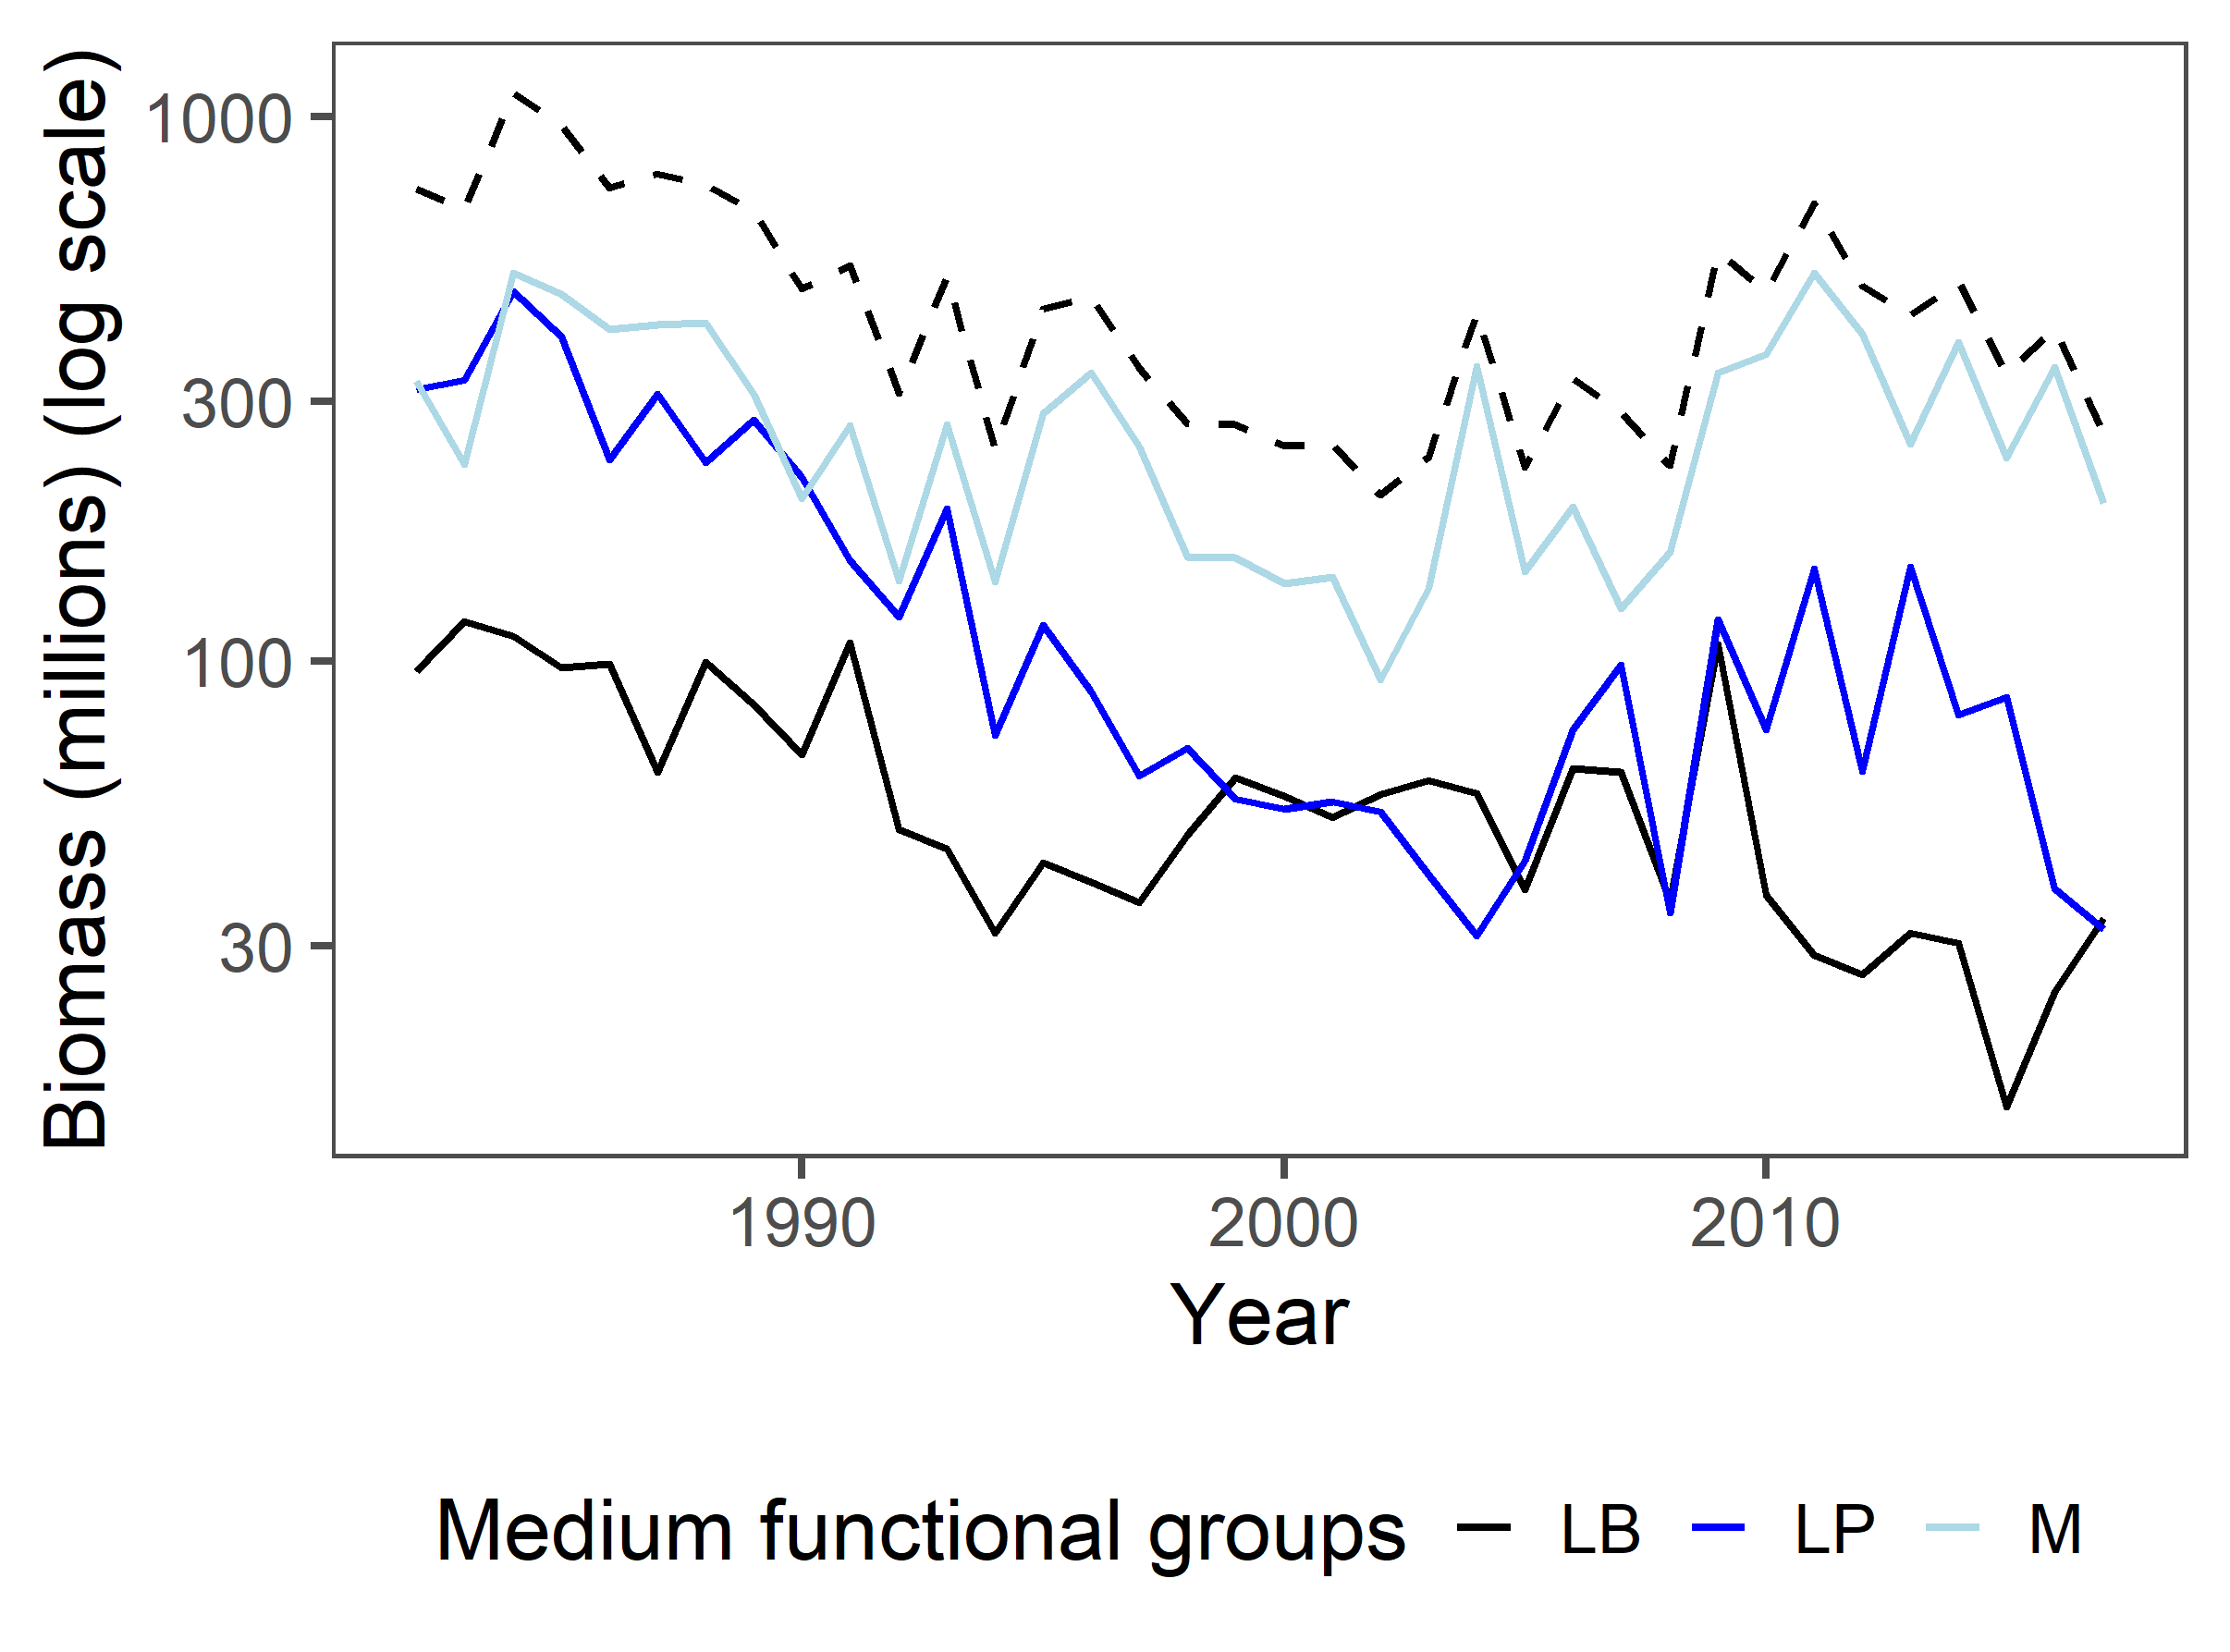 Biomass (millions) (log scale)
1000
300
100
30
1990 2000 2010
Year
Medium functional groups LB LP M